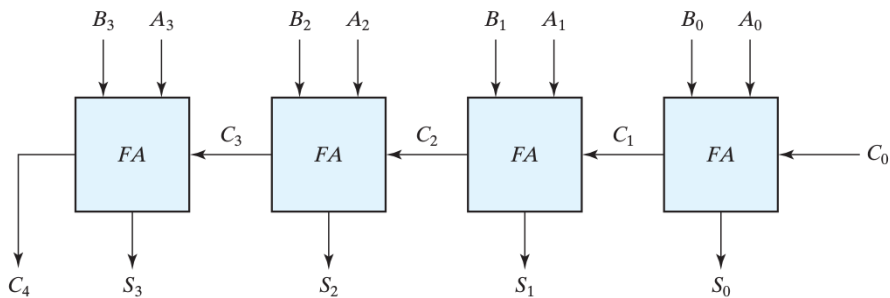 B₃ A₃ B₂ A₂ B₁ A₁ B₀ A₀
FA C₃ FA C₂ FA C₁ FA C₀
C₄ S₃ S₂ S₁ S₀